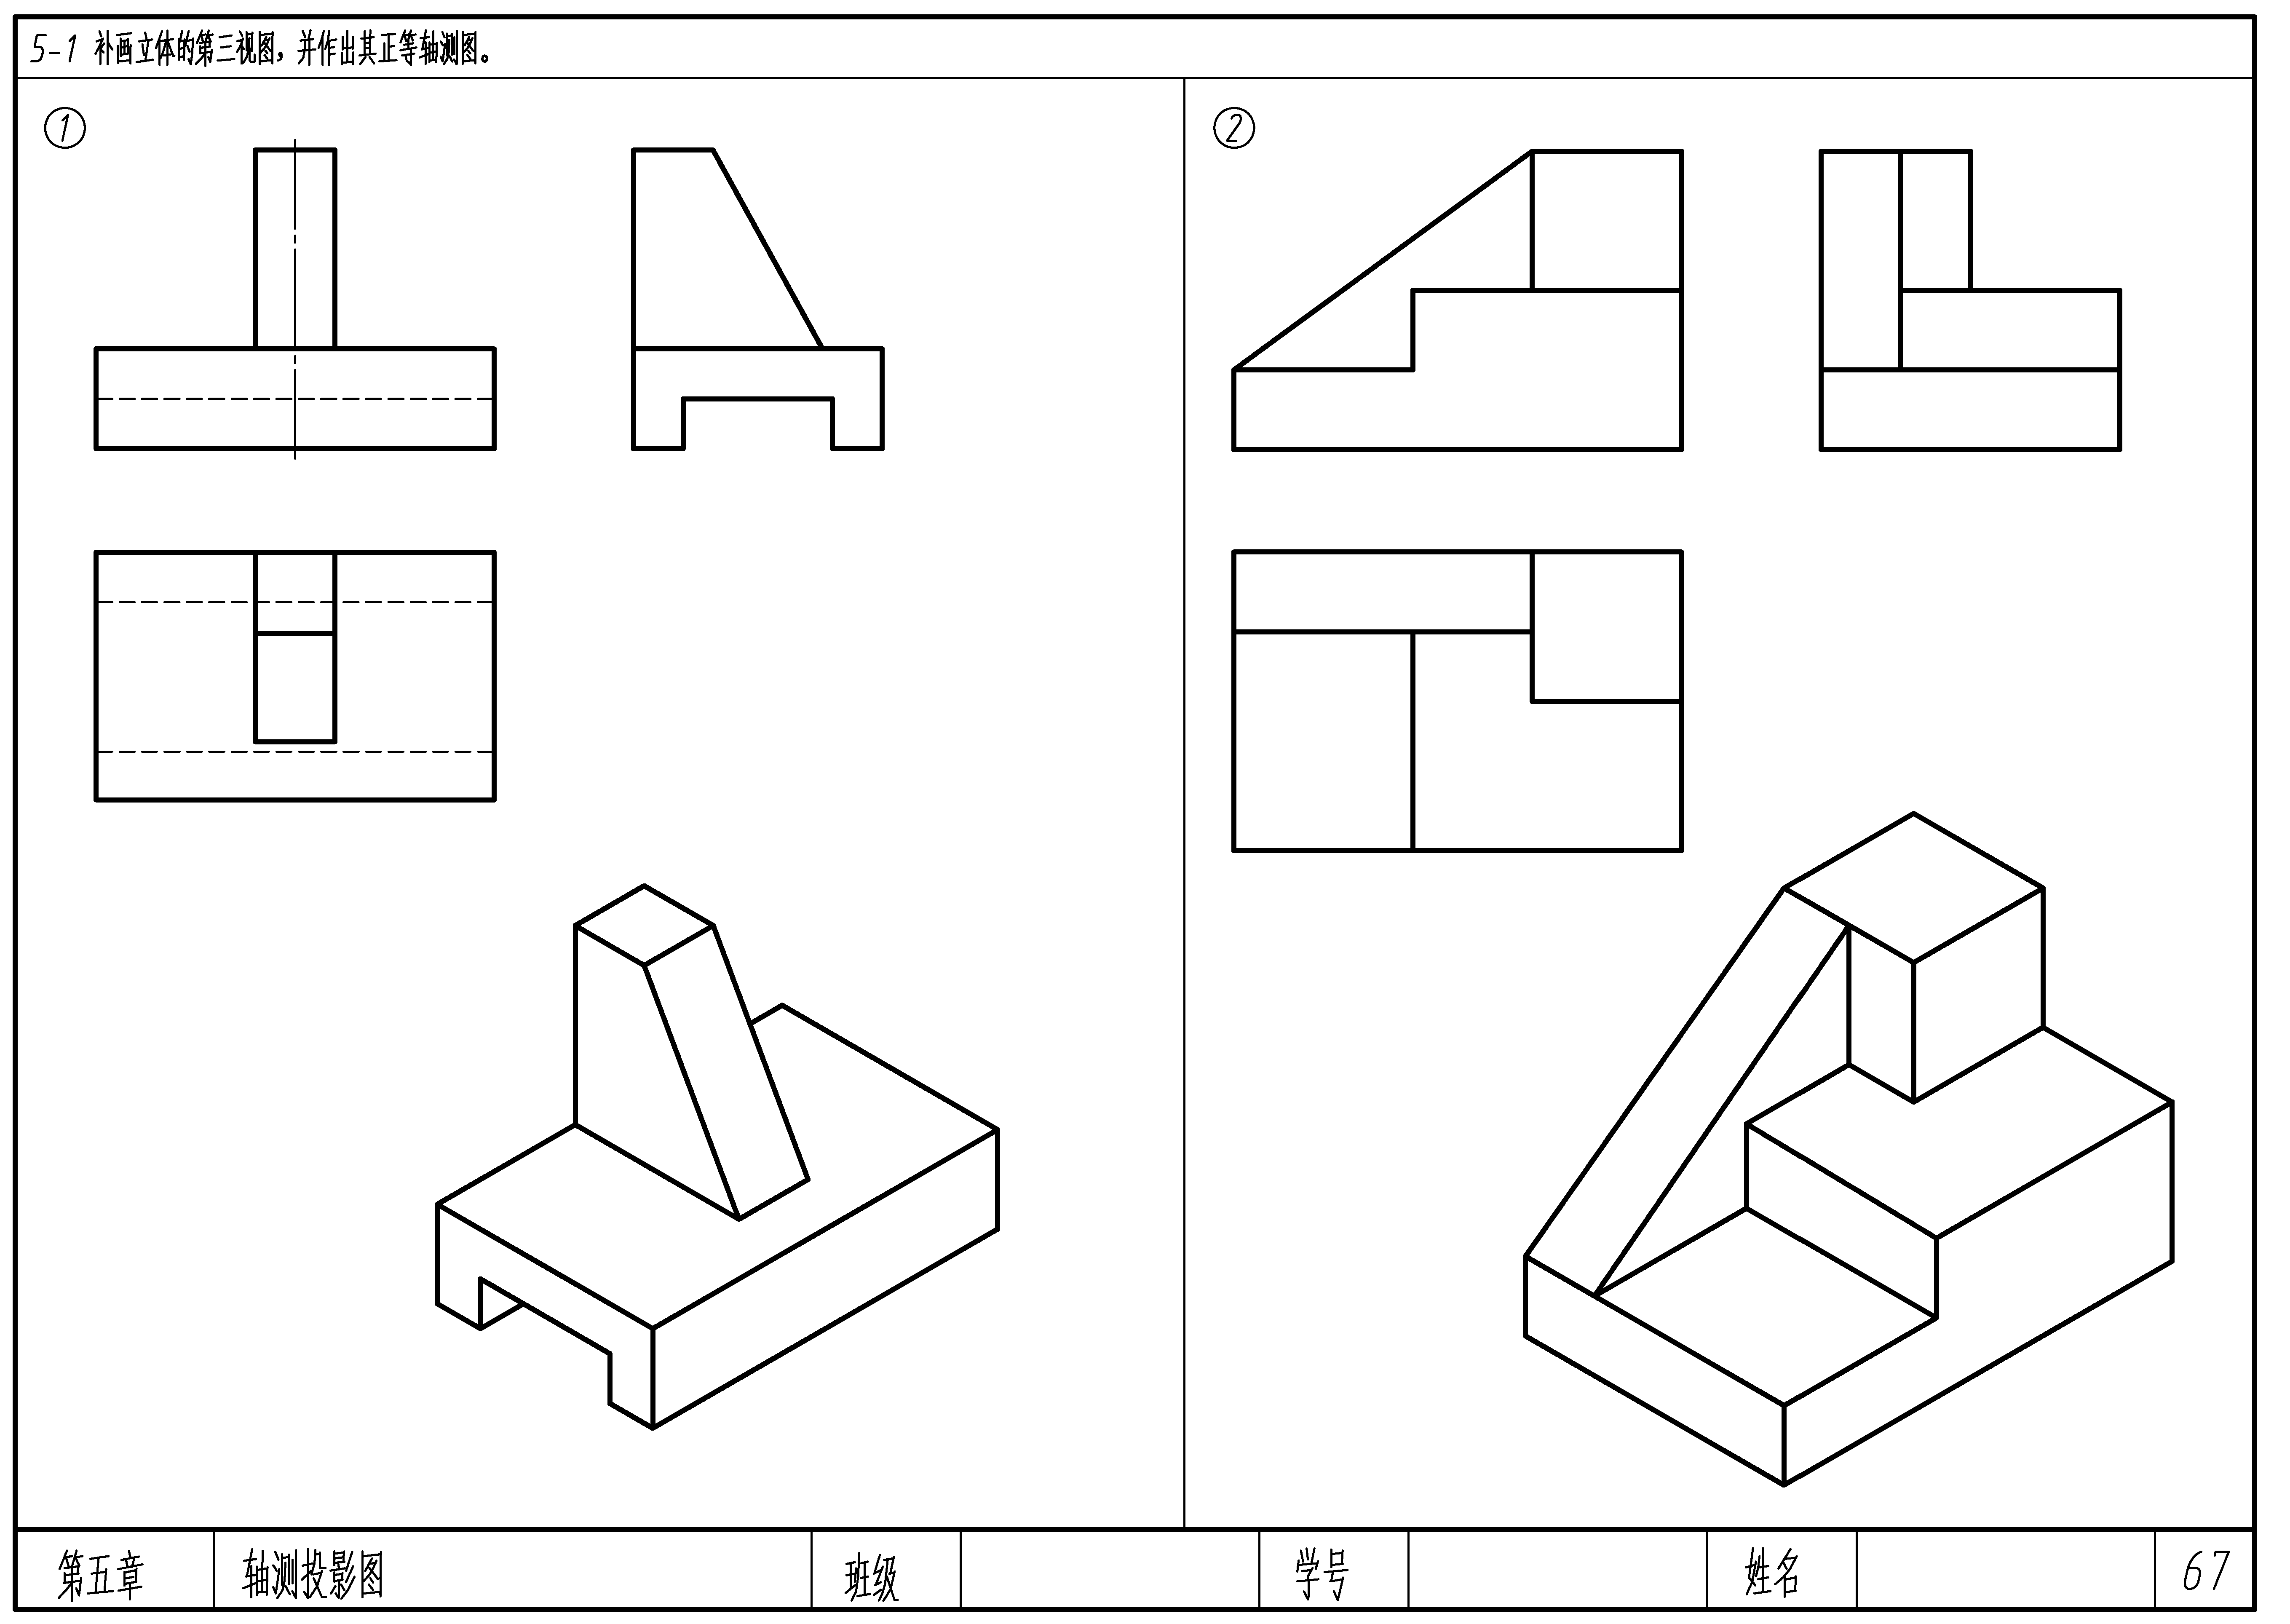 5-1 补画立体的第三视图，并作出其正等轴测图。
1
2
第五章 轴测投影图 班级 学号 姓名 67